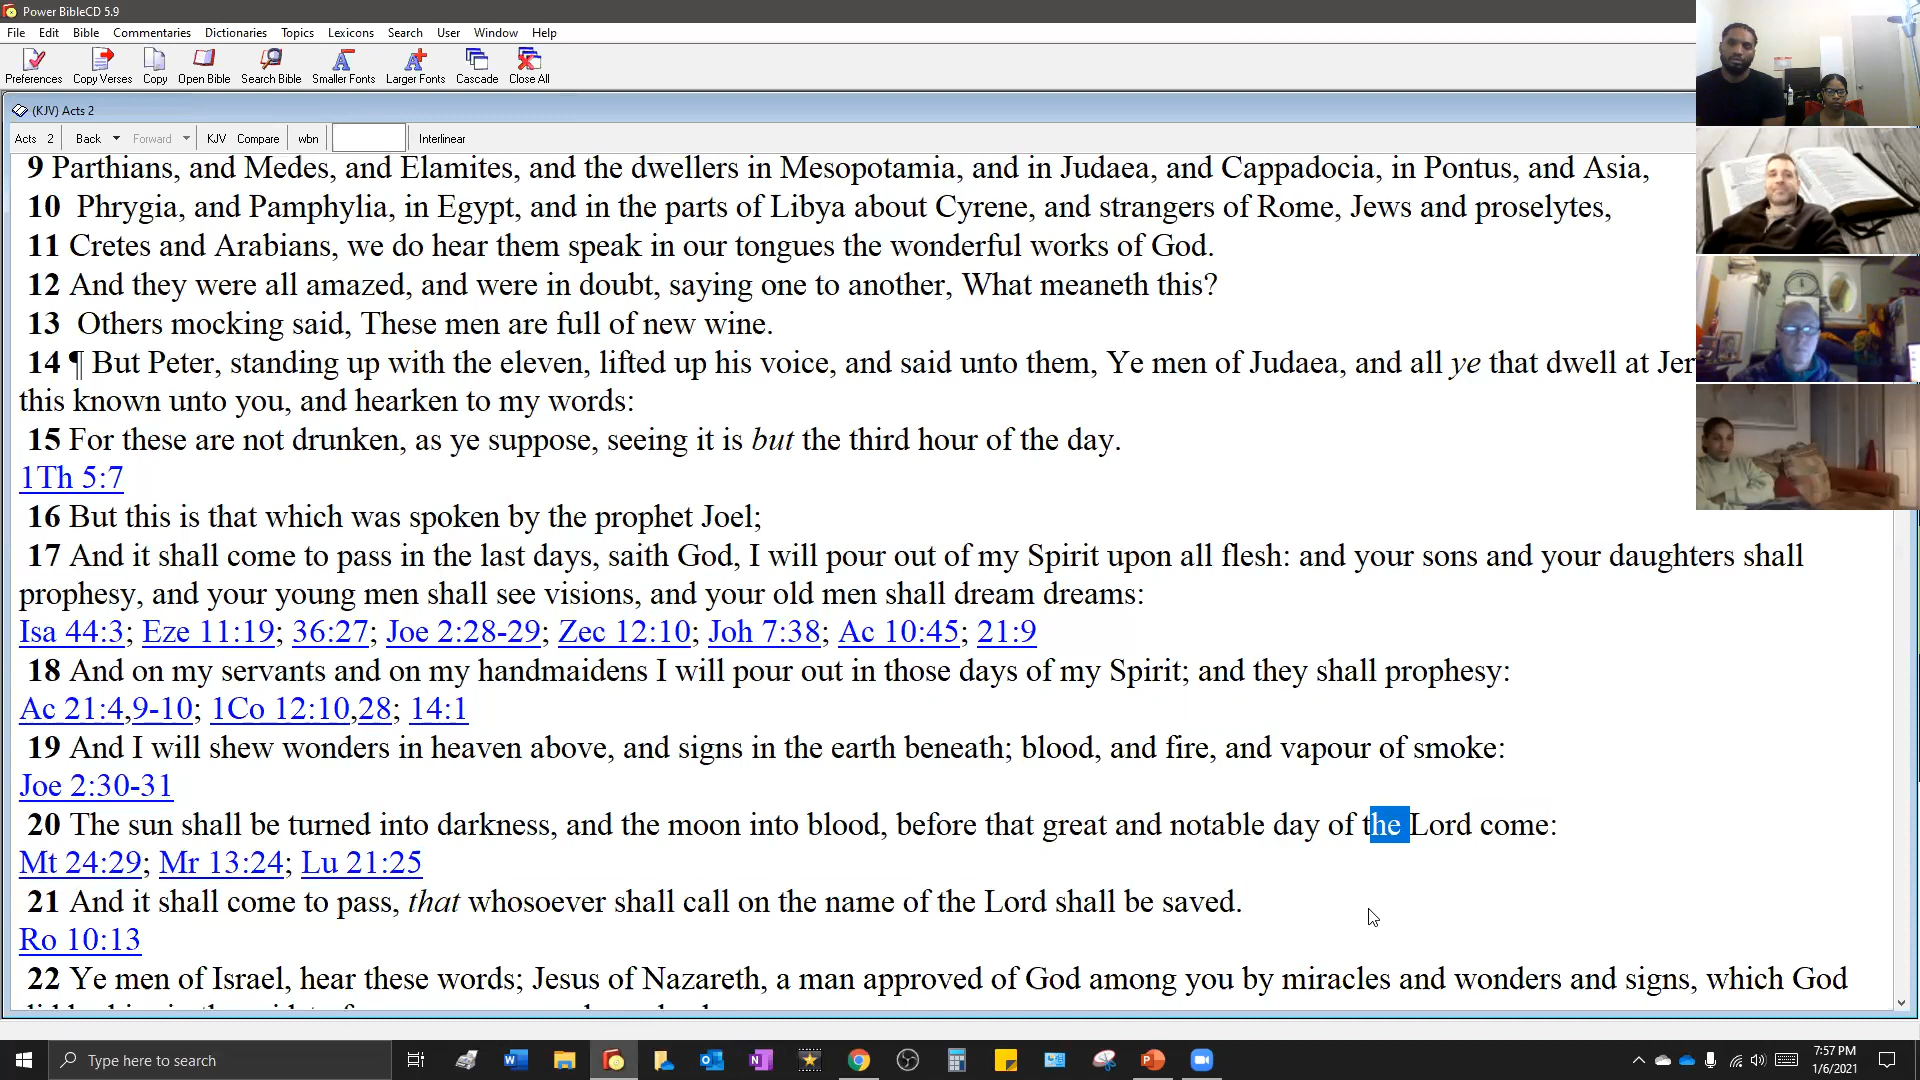 Power BibleCD 5.9
File Edit Bible Commentaries Dictionaries Topics Lexicons Search User Window Help
Preferences Copy Verses Copy Open Bible Search Bible Smaller Fonts Larger Fonts Cascade Close All
(KJV) Acts 2
Acts 2 Back Forward KJV Compare wbn Interlinear
9 Parthians, and Medes, and Elamites, and the dwellers in Mesopotamia, and in Judaea, and Cappadocia, in Pontus, and Asia,
10 Phrygia, and Pamphylia, in Egypt, and in the parts of Libya about Cyrene, and strangers of Rome, Jews and proselytes,
11 Cretes and Arabians, we do hear them speak in our tongues the wonderful works of God.
12 And they were all amazed, and were in doubt, saying one to another, What meaneth this?
13 Others mocking said, These men are full of new wine.
14 ¶ But Peter, standing up with the eleven, lifted up his voice, and said unto them, Ye men of Judaea, and all ye that dwell at Jer
this known unto you, and hearken to my words:
15 For these are not drunken, as ye suppose, seeing it is but the third hour of the day.
1Th 5:7
16 But this is that which was spoken by the prophet Joel;
17 And it shall come to pass in the last days, saith God, I will pour out of my Spirit upon all flesh: and your sons and your daughters shall
prophesy, and your young men shall see visions, and your old men shall dream dreams:
Isa 44:3; Eze 11:19; 36:27; Joe 2:28-29; Zec 12:10; Joh 7:38; Ac 10:45; 21:9
18 And on my servants and on my handmaidens I will pour out in those days of my Spirit; and they shall prophesy:
Ac 21:4,9-10; 1Co 12:10,28; 14:1
19 And I will shew wonders in heaven above, and signs in the earth beneath; blood, and fire, and vapour of smoke:
Joe 2:30-31
20 The sun shall be turned into darkness, and the moon into blood, before that great and notable day of the Lord come:
Mt 24:29; Mr 13:24; Lu 21:25
21 And it shall come to pass, that whosoever shall call on the name of the Lord shall be saved.
Ro 10:13
22 Ye men of Israel, hear these words; Jesus of Nazareth, a man approved of God among you by miracles and wonders and signs, which God
Type here to search
7:57 PM
1/6/2021